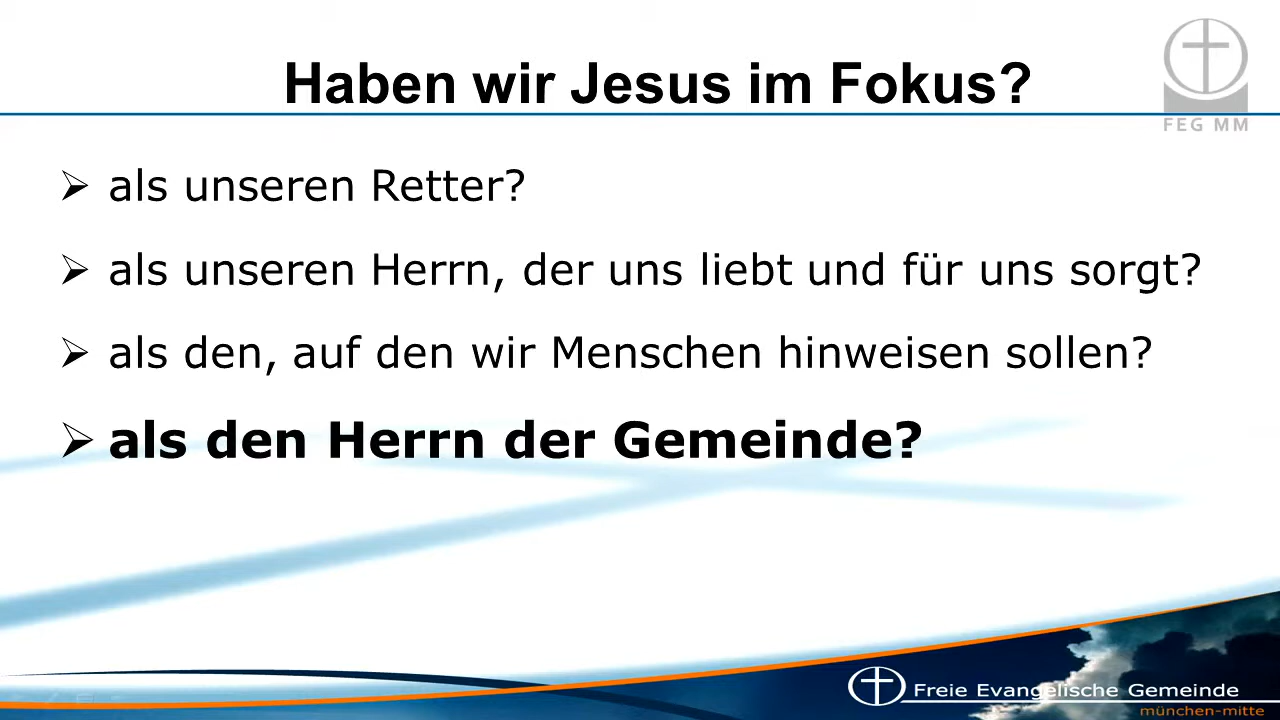 Haben wir Jesus im Fokus?
FEG MM
als unseren Retter?
als unseren Herrn, der uns liebt und für uns sorgt?
als den, auf den wir Menschen hinweisen sollen?
als den Herrn der Gemeinde?
Freie Evangelische Gemeinde
münchen-mitte